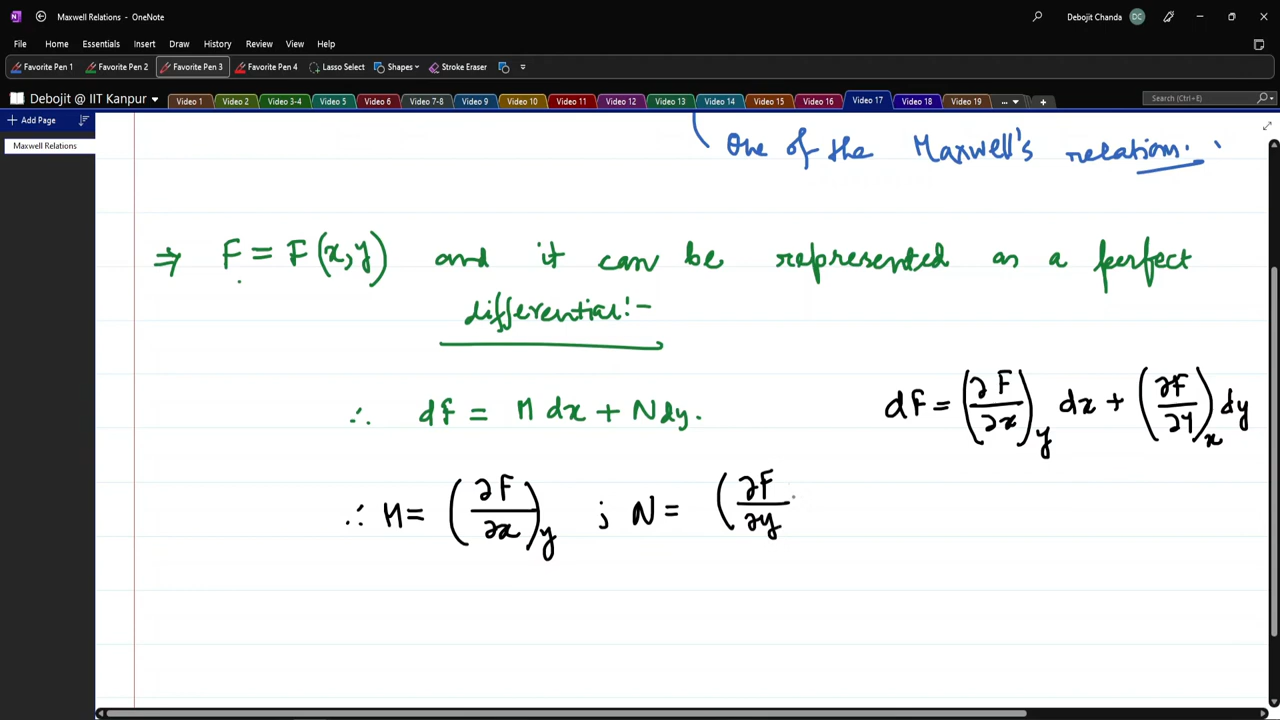 Maxwell Relations - OneNote
Debojit Chanda DC
File Home Essentials Insert Draw History Review View Help
Favorite Pen 1 Favorite Pen 2 Favorite Pen 3 Favorite Pen 4 Lasso Select Shapes Stroke Eraser
Debojit @ IIT Kanpur Video 1 Video 2 Video 3-4 Video 5 Video 6 Video 7-8 Video 9 Video 10 Video 11 Video 12 Video 13 Video 14 Video 15 Video 16 Video 17 Video 18 Video 19 ... Search (Ctrl+E)
Add Page
Maxwell Relations
One of the Maxwell's relation.
⇒ F = F(x,y) and it can be represented as a perfect
differential:-
∴ dF = M dx + N dy.
dF = (∂F/∂x)_y dx + (∂F/∂y)_x dy
∴ M = (∂F/∂x)_y ; N = (∂F/∂y